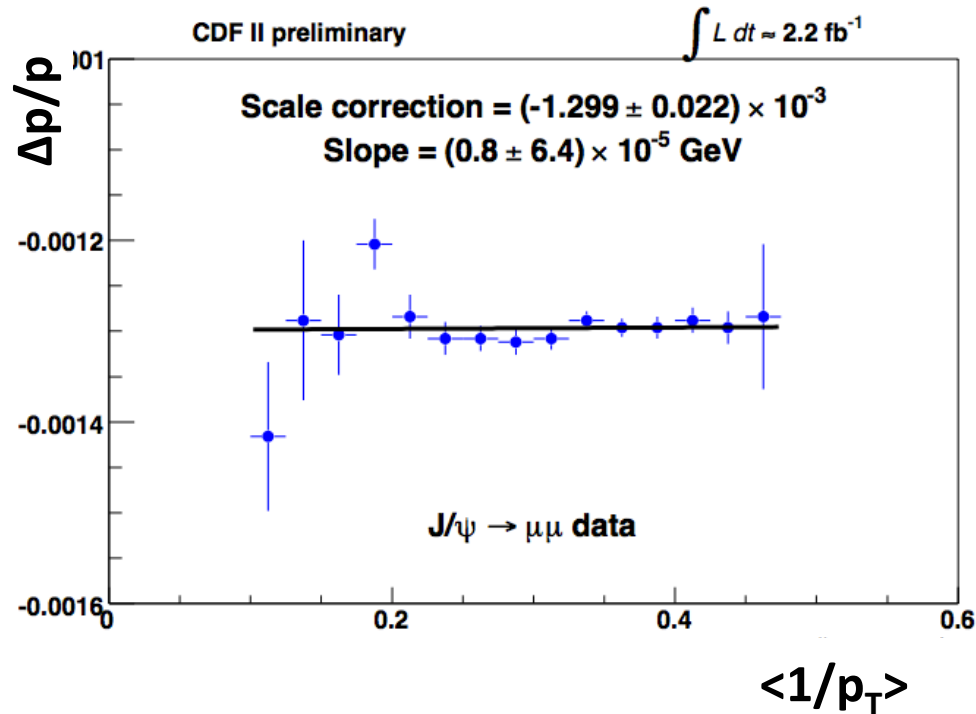 CDF II preliminary
∫ L dt ≈ 2.2 fb⁻¹
Δp/p
001
Scale correction = (-1.299 ± 0.022) × 10⁻³
Slope = (0.8 ± 6.4) × 10⁻⁵ GeV
-0.0012
-0.0014
J/ψ → μμ data
-0.0016
0
0.2
0.4
0.6
<1/p_T>